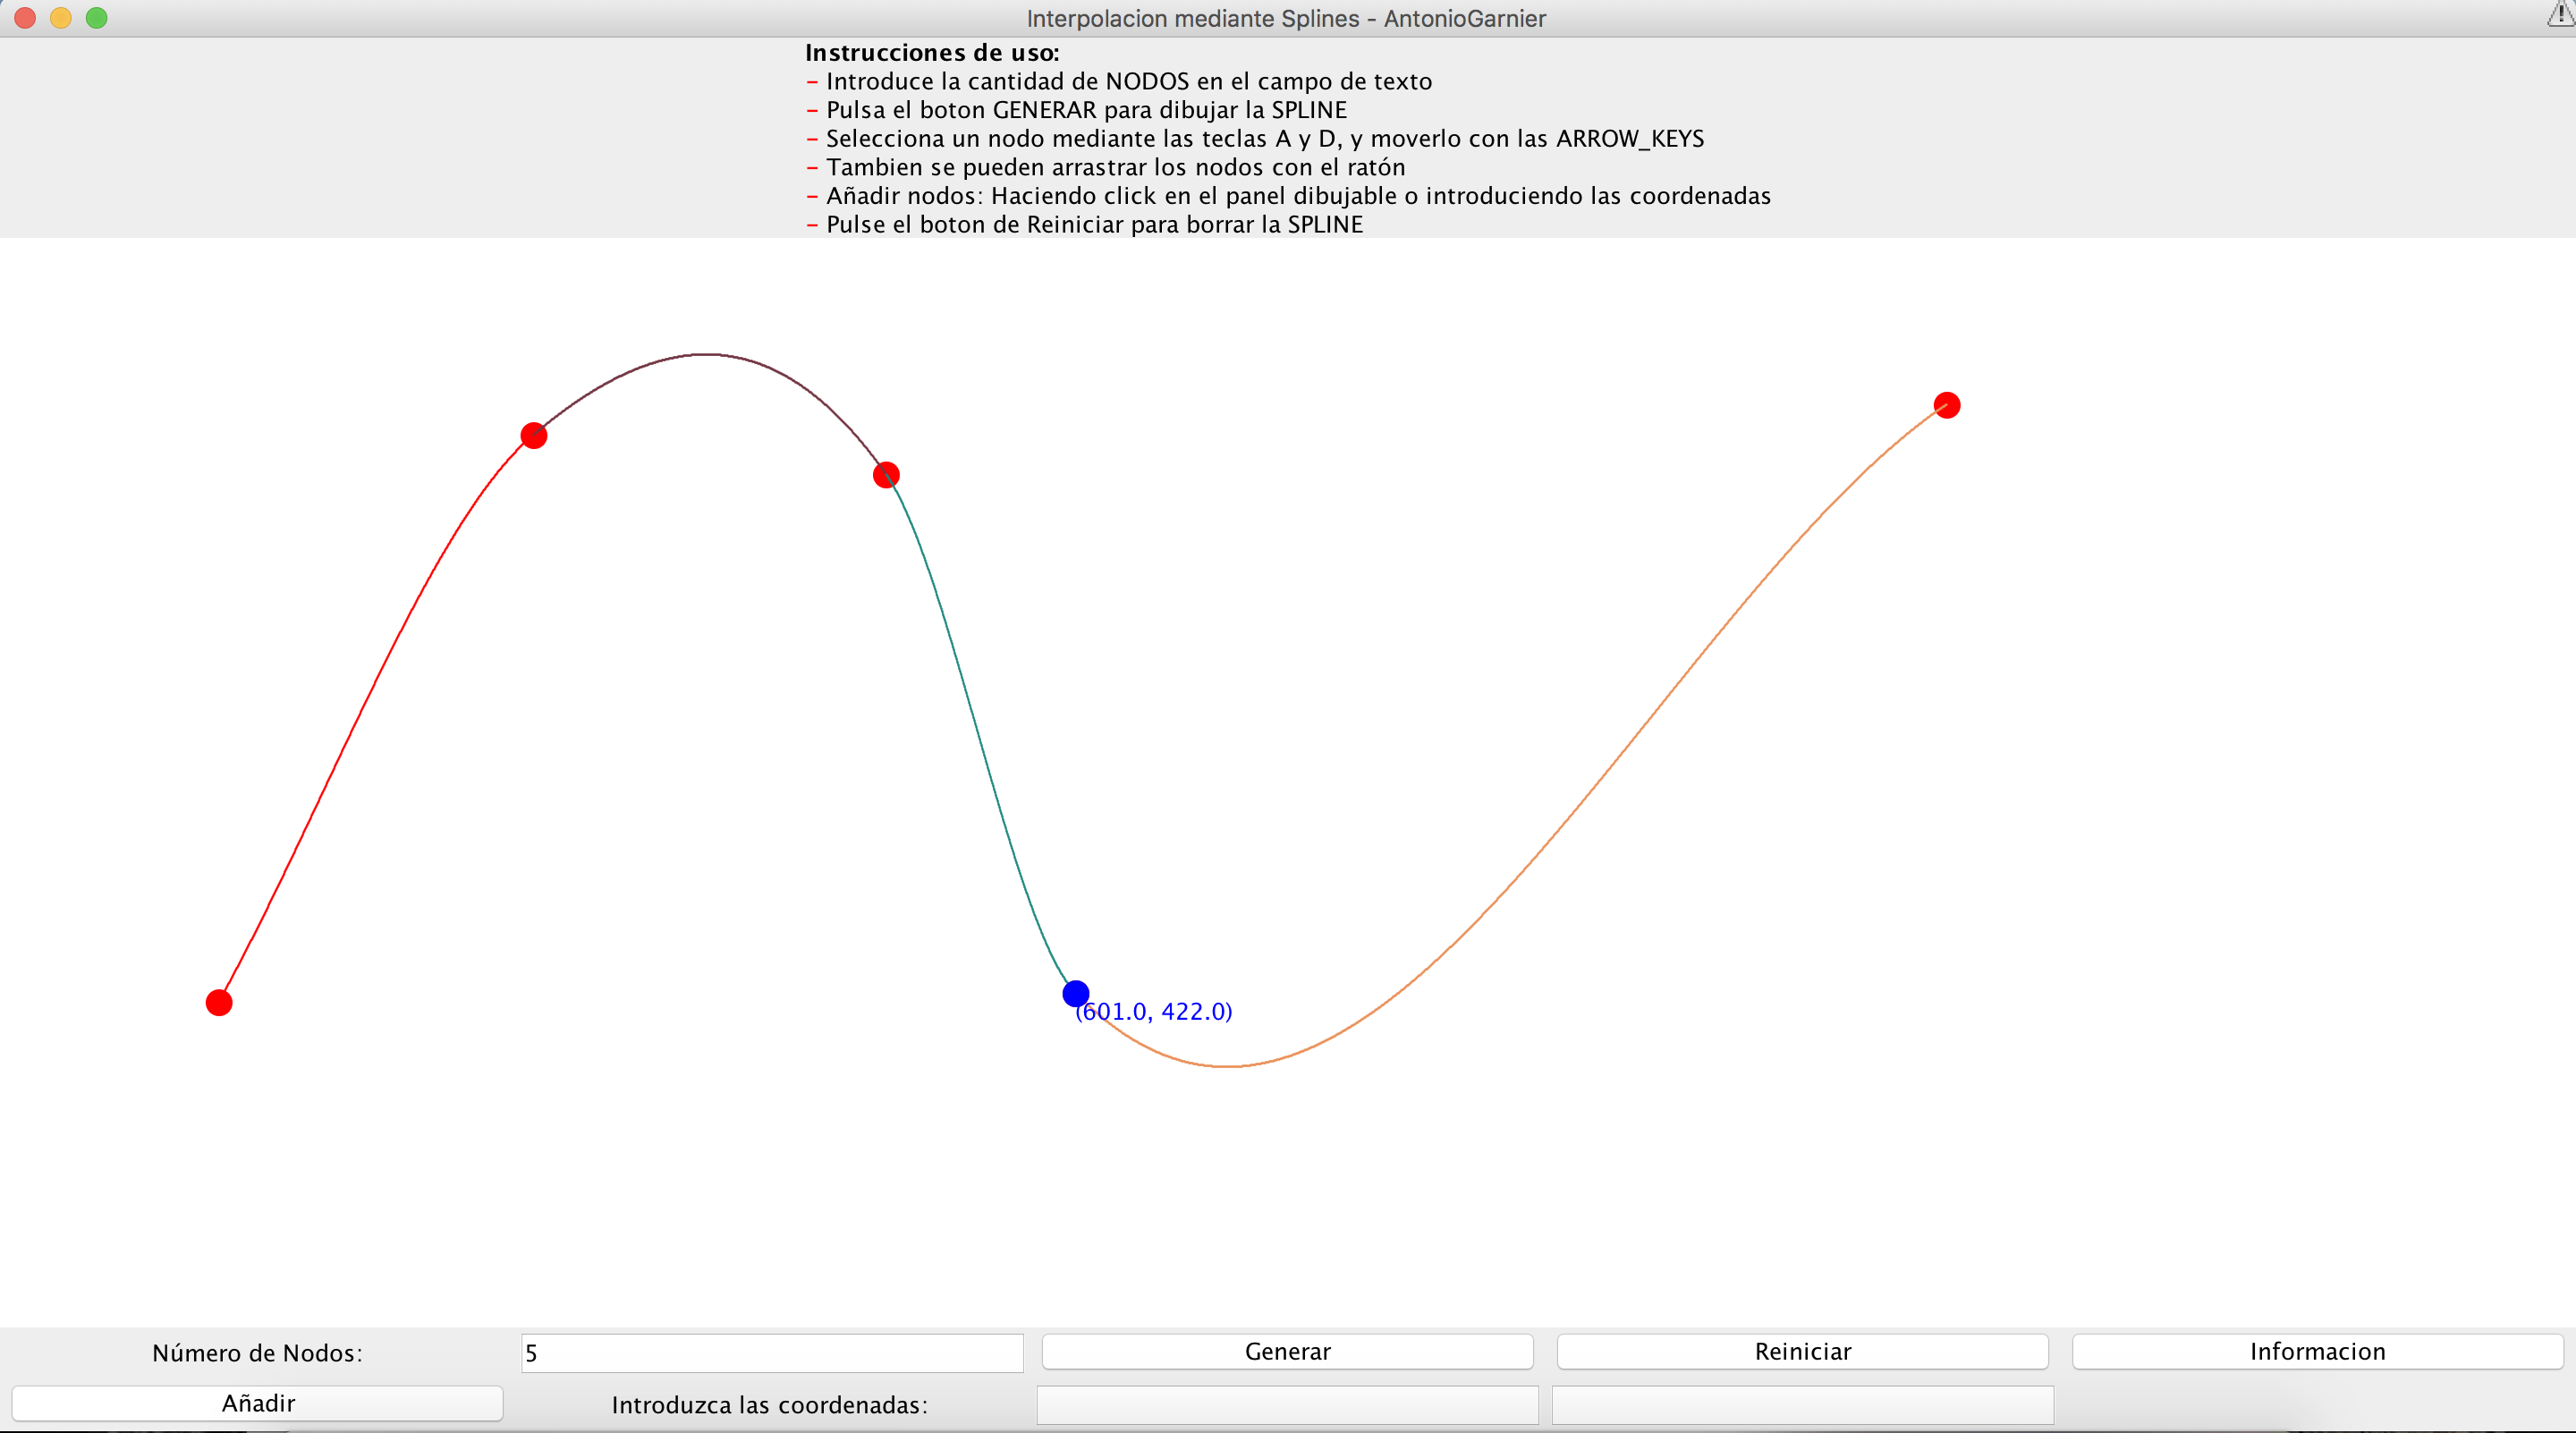 Interpolacion mediante Splines - AntonioGarnier
Instrucciones de uso:
- Introduce la cantidad de NODOS en el campo de texto
- Pulsa el boton GENERAR para dibujar la SPLINE
- Selecciona un nodo mediante las teclas A y D, y moverlo con las ARROW_KEYS
- Tambien se pueden arrastrar los nodos con el ratón
- Añadir nodos: Haciendo click en el panel dibujable o introduciendo las coordenadas
- Pulse el boton de Reiniciar para borrar la SPLINE
(601.0, 422.0)
Número de Nodos:
5
Generar
Reiniciar
Informacion
Añadir
Introduzca las coordenadas: